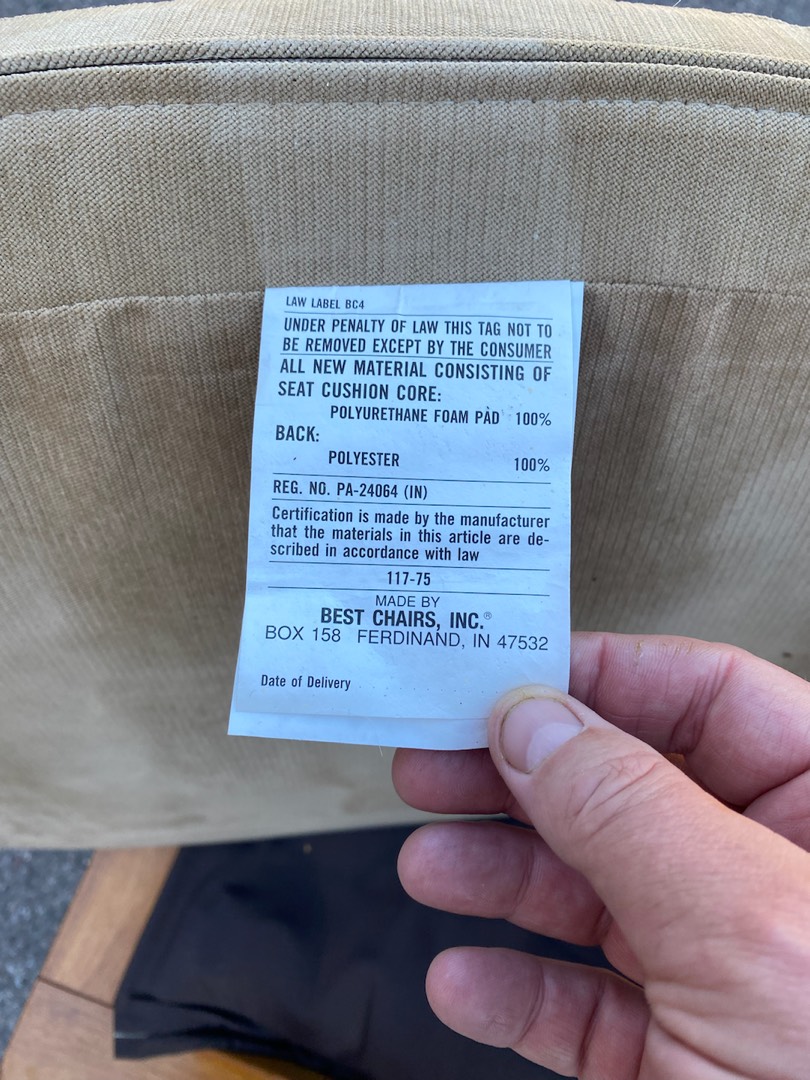 LAW LABEL BC4
UNDER PENALTY OF LAW THIS TAG NOT TO
BE REMOVED EXCEPT BY THE CONSUMER
ALL NEW MATERIAL CONSISTING OF
SEAT CUSHION CORE:
POLYURETHANE FOAM PAD 100%
BACK:
POLYESTER 100%
REG. NO. PA-24064 (IN)
Certification is made by the manufacturer
that the materials in this article are de-
scribed in accordance with law
117-75
MADE BY
BEST CHAIRS, INC.®
BOX 158 FERDINAND, IN 47532
Date of Delivery